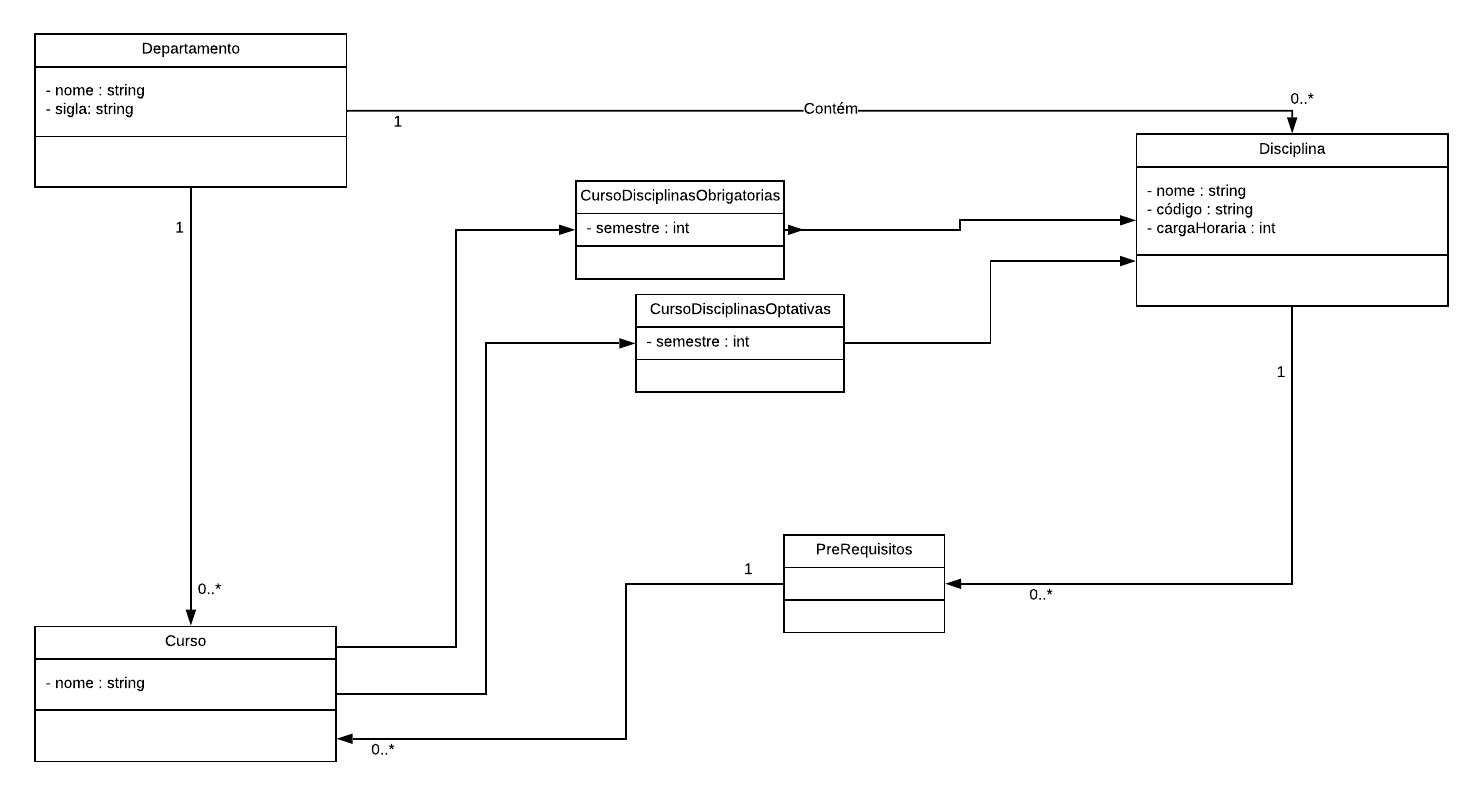 Departamento
- nome : string
- sigla: string
1
Contém
0..*
Disciplina
- nome : string
- código : string
- cargaHoraria : int
CursoDisciplinasObrigatorias
- semestre : int
1
CursoDisciplinasOptativas
- semestre : int
1
PreRequisitos
1
0..*
0..*
Curso
- nome : string
0..*